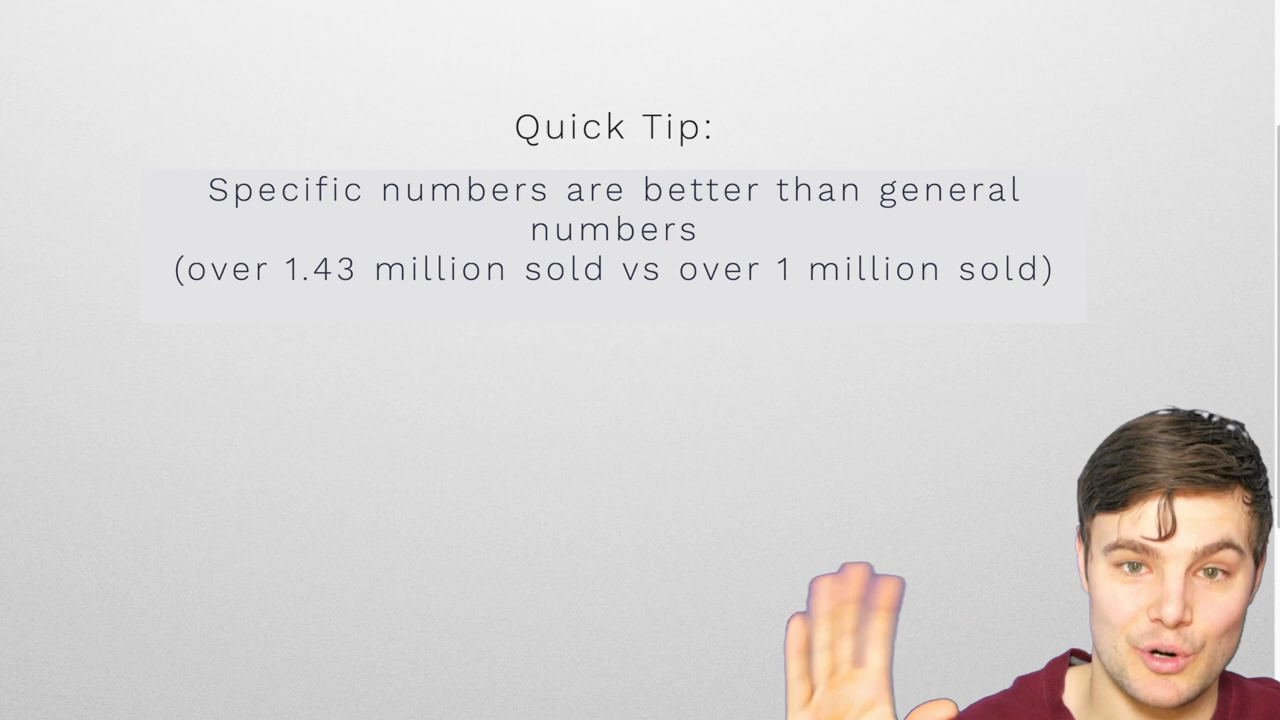 Quick Tip:
Specific numbers are better than general
numbers
(over 1.43 million sold vs over 1 million sold)